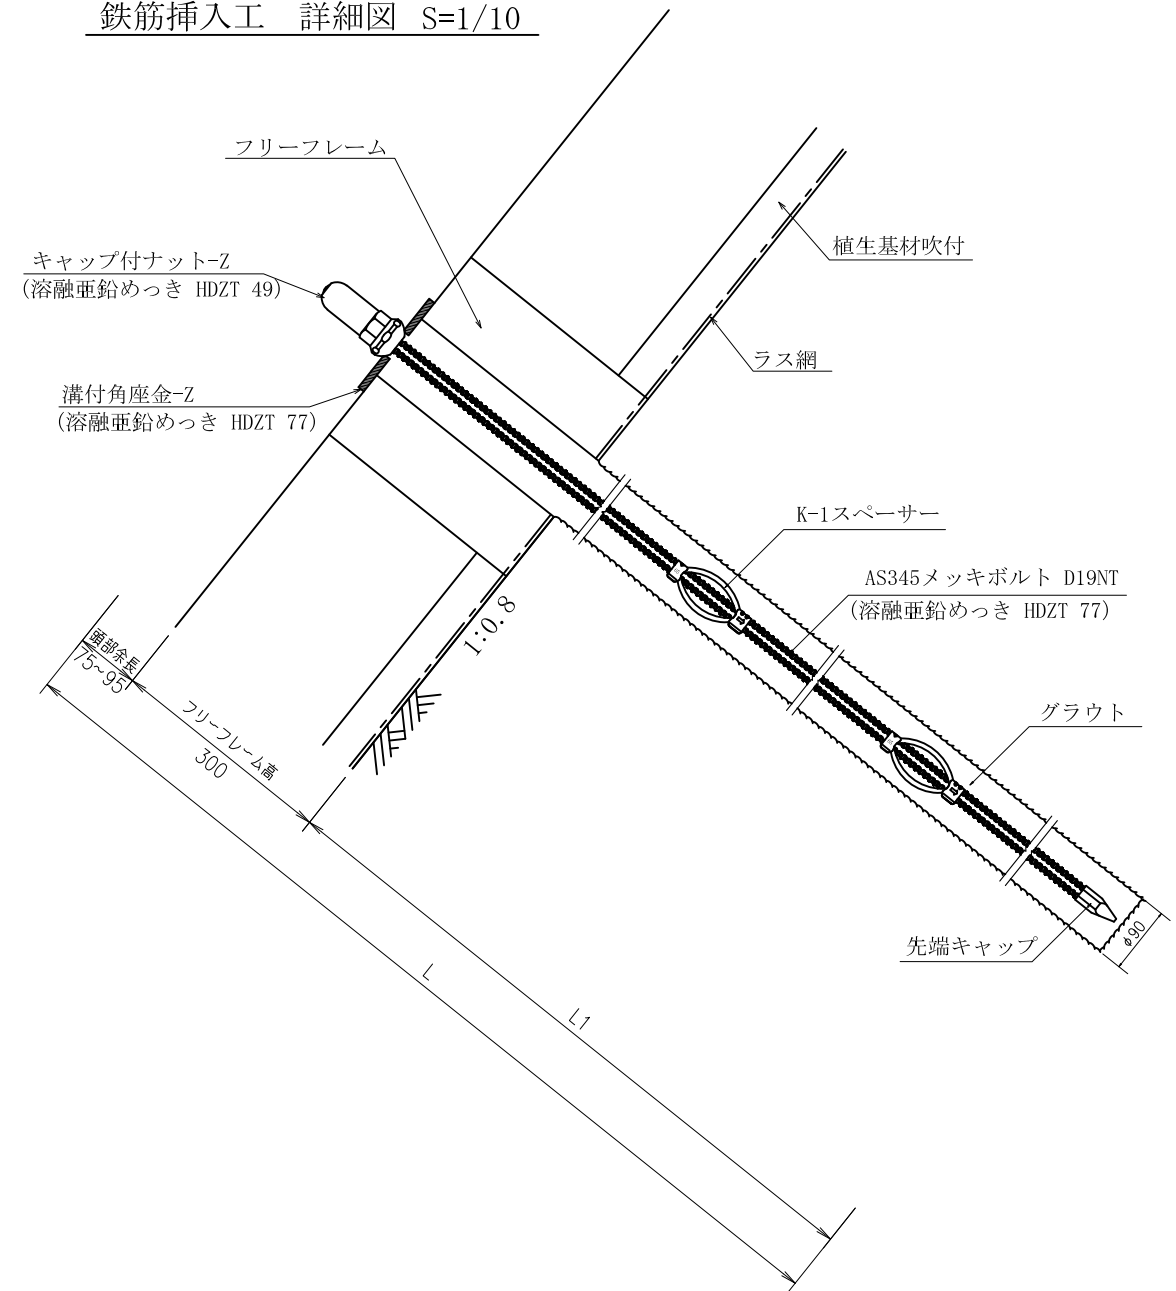 鉄筋挿入工　詳細図　S=1/10
フリーフレーム
植生基材吹付
キャップ付ナット-Z
(溶融亜鉛めっき HDZT 49)
ラス網
溝付角座金-Z
(溶融亜鉛めっき HDZT 77)
K-1スペーサー
AS345メッキボルト D19NT
(溶融亜鉛めっき HDZT 77)
1:0.8
頭部余長
75~95
フリーフレーム高
300
グラウト
先端キャップ
φ90
L
L1